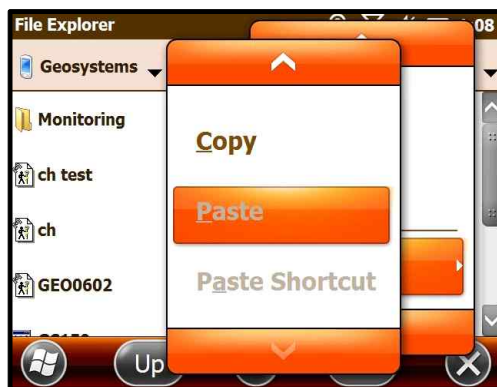 File Explorer
:08
Geosystems
Monitoring
Copy
ch test
Paste
ch
GEO0602
Paste Shortcut
Up